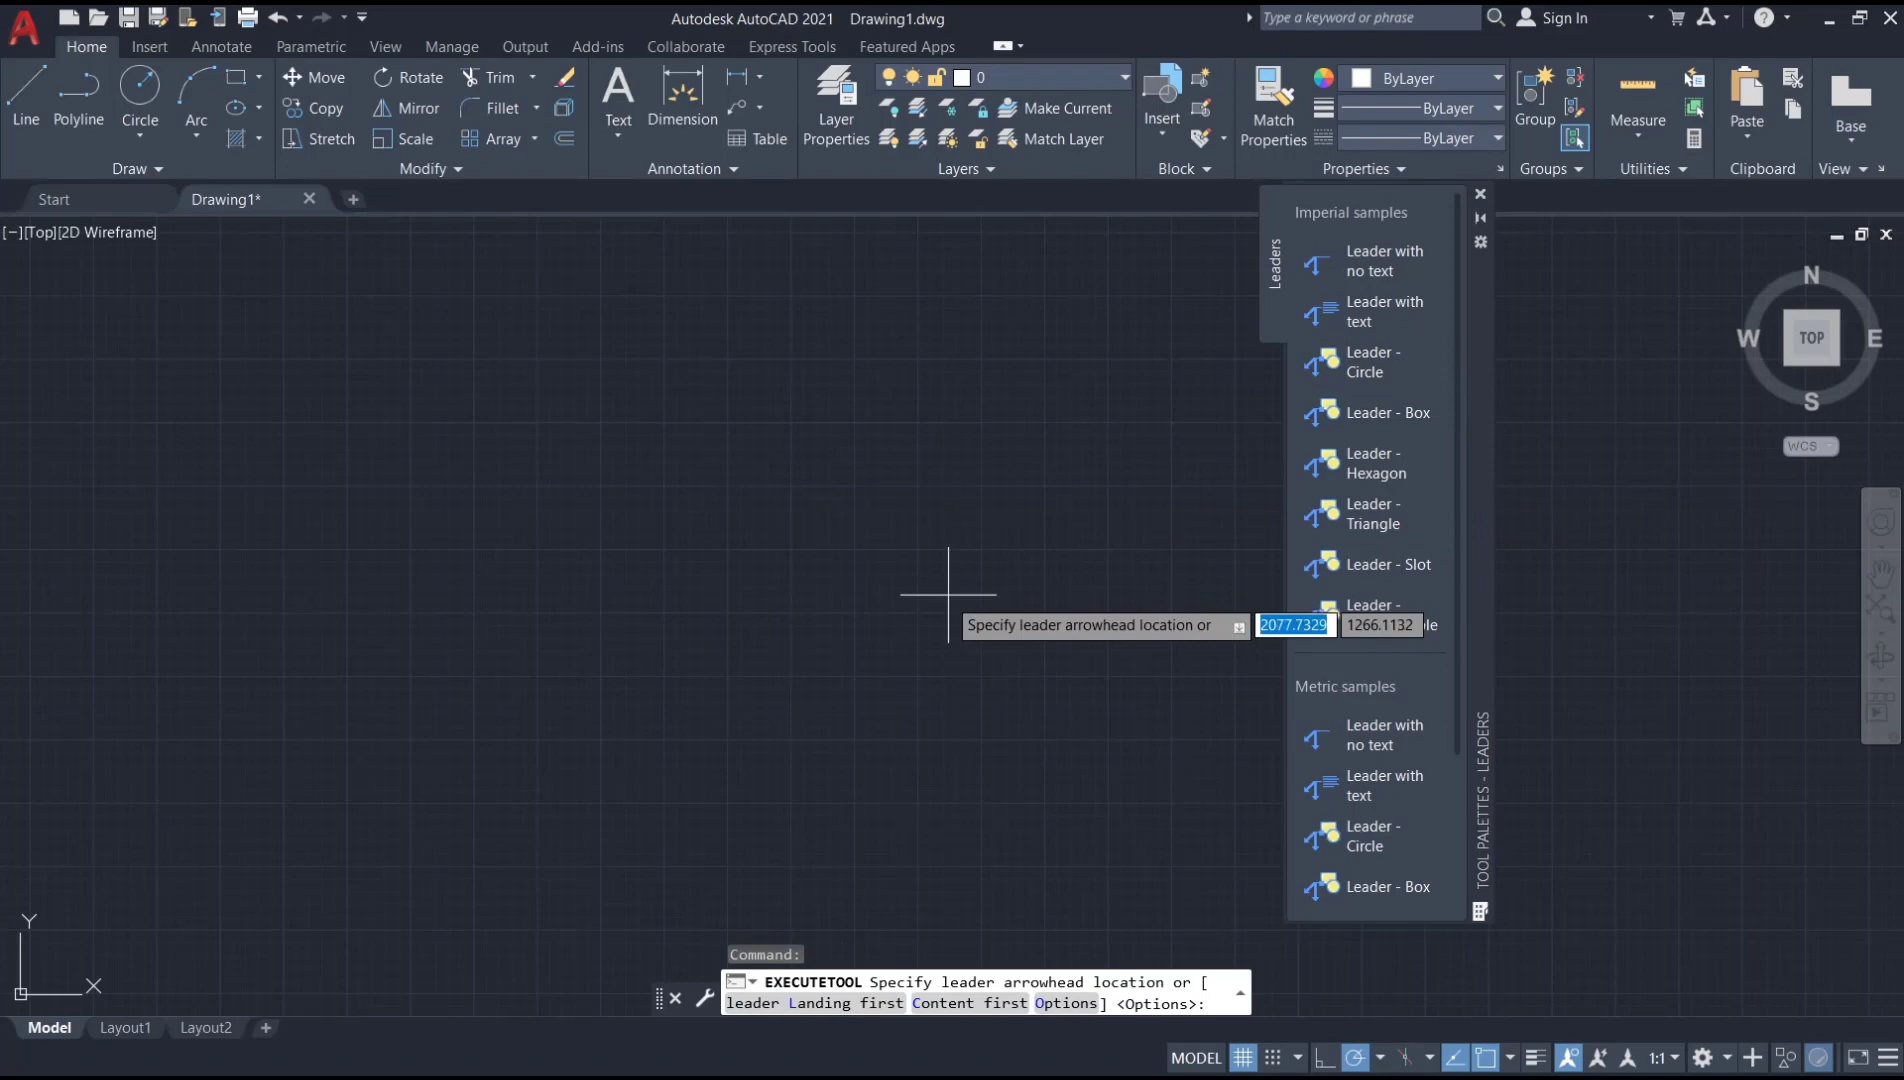 Autodesk AutoCAD 2021 Drawing1.dwg
Type a keyword or phrase
Sign In
Home Insert Annotate Parametric View Manage Output Add-ins Collaborate Express Tools Featured Apps
Line
Polyline
Circle
Arc
Draw
Move
Rotate
Trim
Copy
Mirror
Fillet
Stretch
Scale
Array
Modify
Text
Dimension
Table
Annotation
Layer
Properties
0
Make Current
Match Layer
Layers
Insert
Block
Match
Properties
ByLayer
ByLayer
ByLayer
Properties
Group
Groups
Measure
Utilities
Paste
Clipboard
Base
View
Start
Drawing1*
[−][Top][2D Wireframe]
Leaders
Imperial samples
Leader with
no text
Leader with
text
Leader -
Circle
Leader - Box
Leader -
Hexagon
Leader -
Triangle
Leader - Slot
Leader -
le
Specify leader arrowhead location or
2077.7329
1266.1132
Metric samples
Leader with
no text
Leader with
text
Leader -
Circle
Leader - Box
TOOL PALETTES - LEADERS
N
W
TOP
E
S
WCS
Y
X
Command:
EXECUTETOOL Specify leader arrowhead location or [
leader Landing first Content first Options] <Options>:
Model
Layout1
Layout2
MODEL
1:1